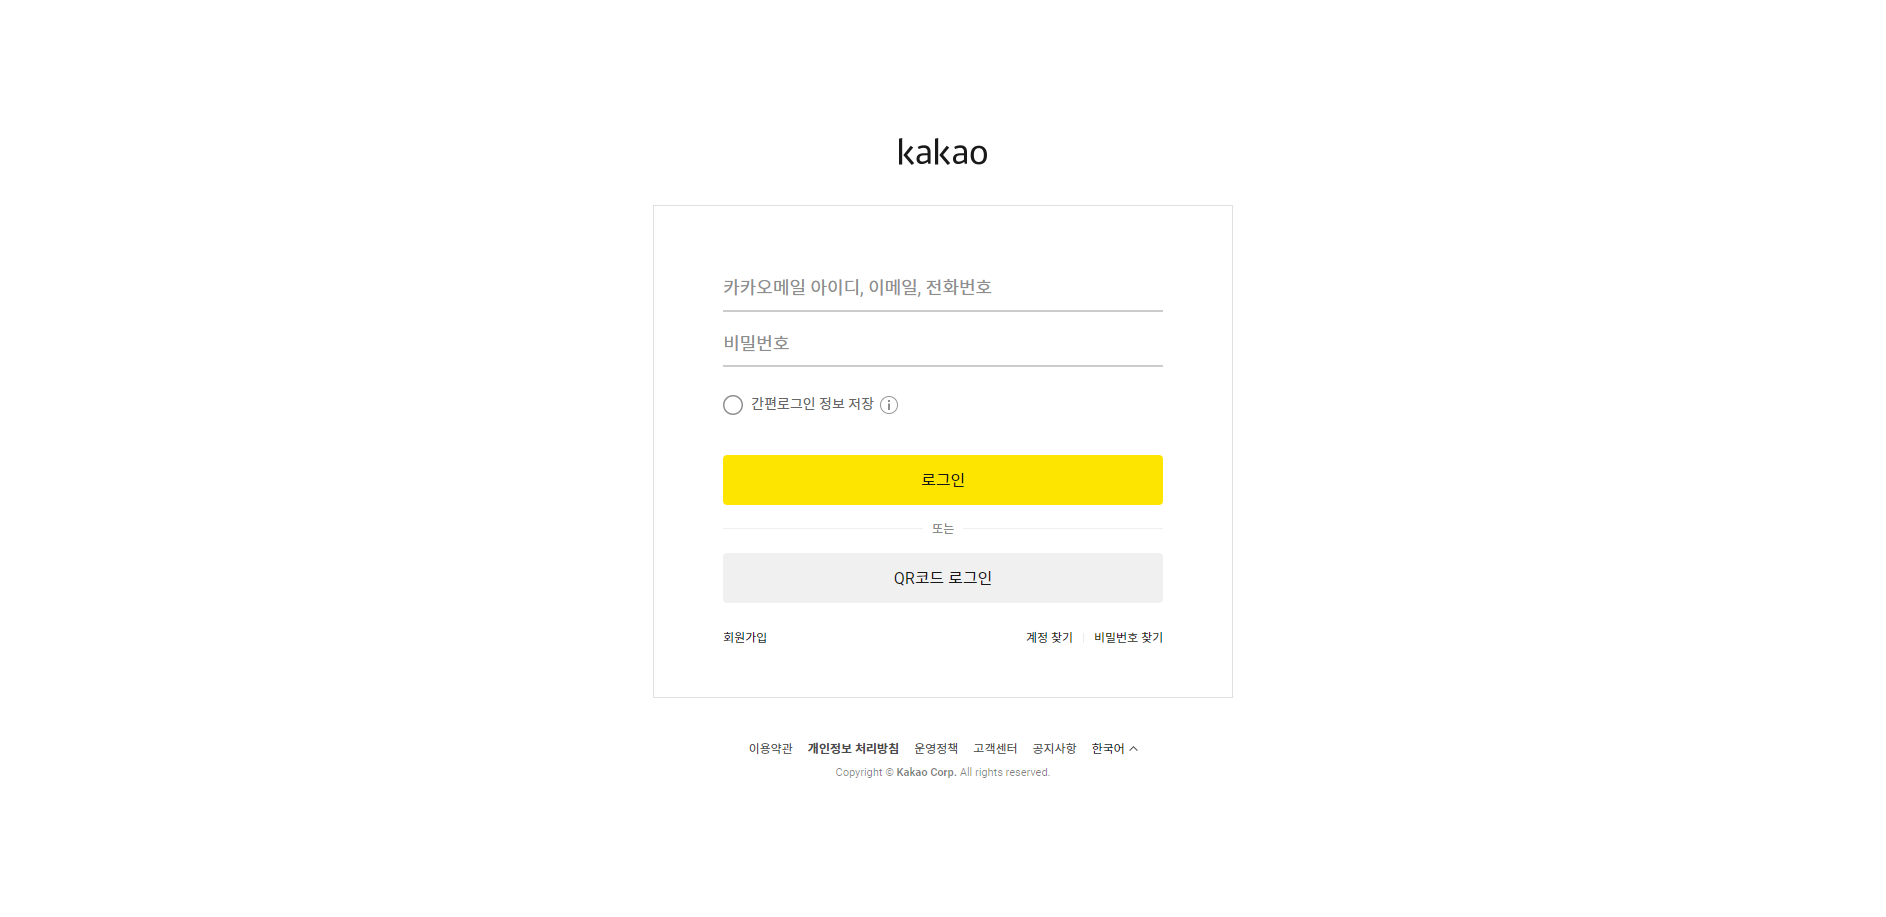 kakao
카카오메일 아이디, 이메일, 전화번호
비밀번호
간편로그인 정보 저장
로그인
또는
QR코드 로그인
회원가입 계정 찾기 비밀번호 찾기
이용약관 개인정보 처리방침 운영정책 고객센터 공지사항 한국어
Copyright © Kakao Corp. All rights reserved.